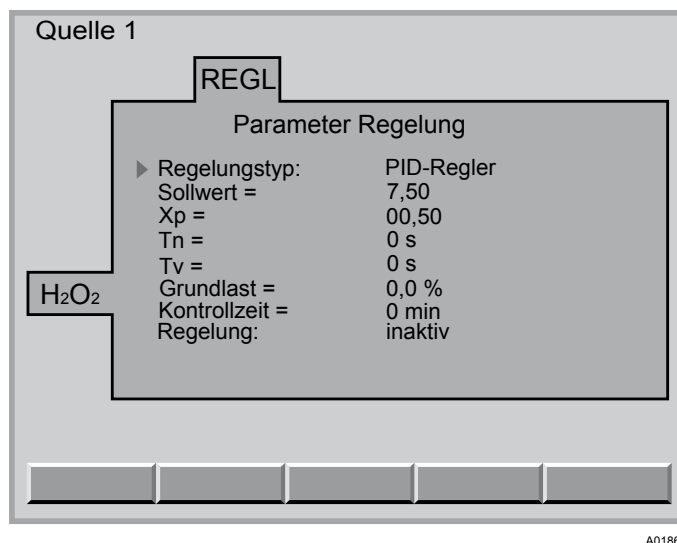 Quelle 1
REGL
Parameter Regelung
Regelungstyp: PID-Regler
Sollwert = 7,50
Xp = 00,50
Tn = 0 s
Tv = 0 s
Grundlast = 0,0 %
Kontrollzeit = 0 min
Regelung: inaktiv
H₂O₂
A0186